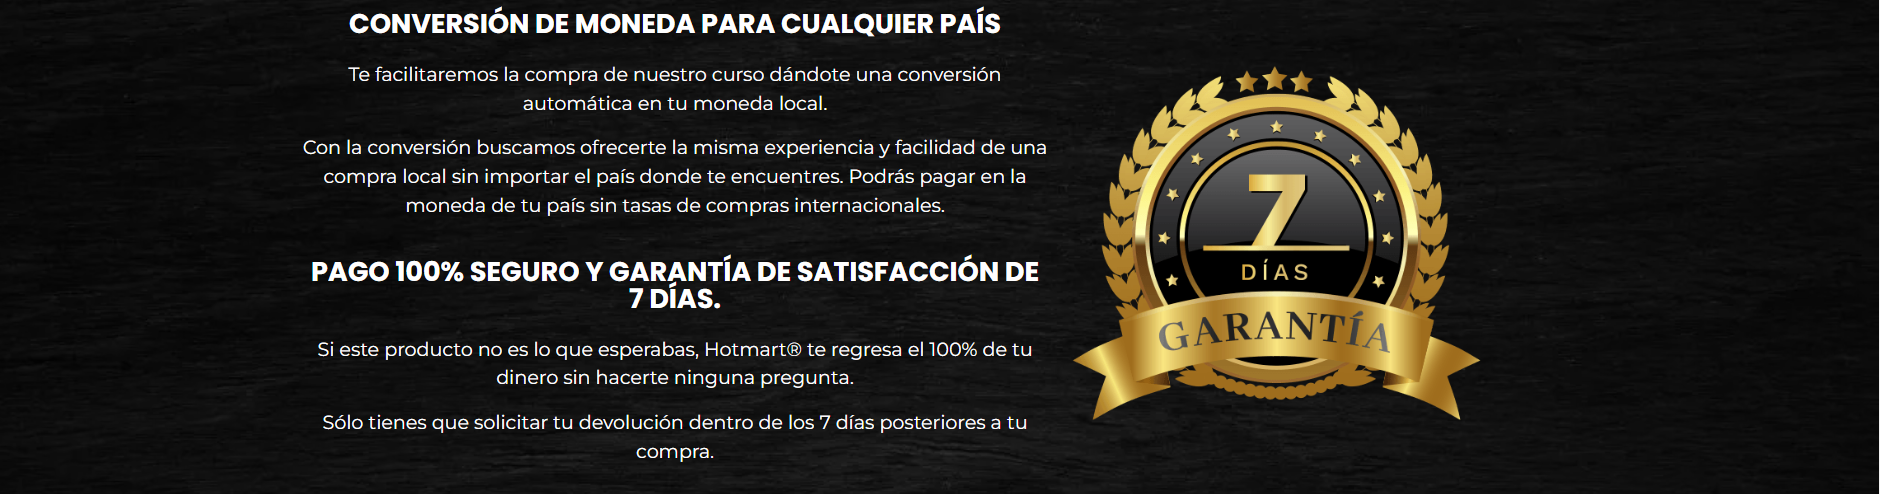 CONVERSIÓN DE MONEDA PARA CUALQUIER PAÍS
Te facilitaremos la compra de nuestro curso dándote una conversión
automática en tu moneda local.
Con la conversión buscamos ofrecerte la misma experiencia y facilidad de una
compra local sin importar el país donde te encuentres. Podrás pagar en la
moneda de tu país sin tasas de compras internacionales.
PAGO 100% SEGURO Y GARANTÍA DE SATISFACCIÓN DE
7 DÍAS.
Si este producto no es lo que esperabas, Hotmart® te regresa el 100% de tu
dinero sin hacerte ninguna pregunta.
Sólo tienes que solicitar tu devolución dentro de los 7 días posteriores a tu
compra.
7
DÍAS
GARANTÍA